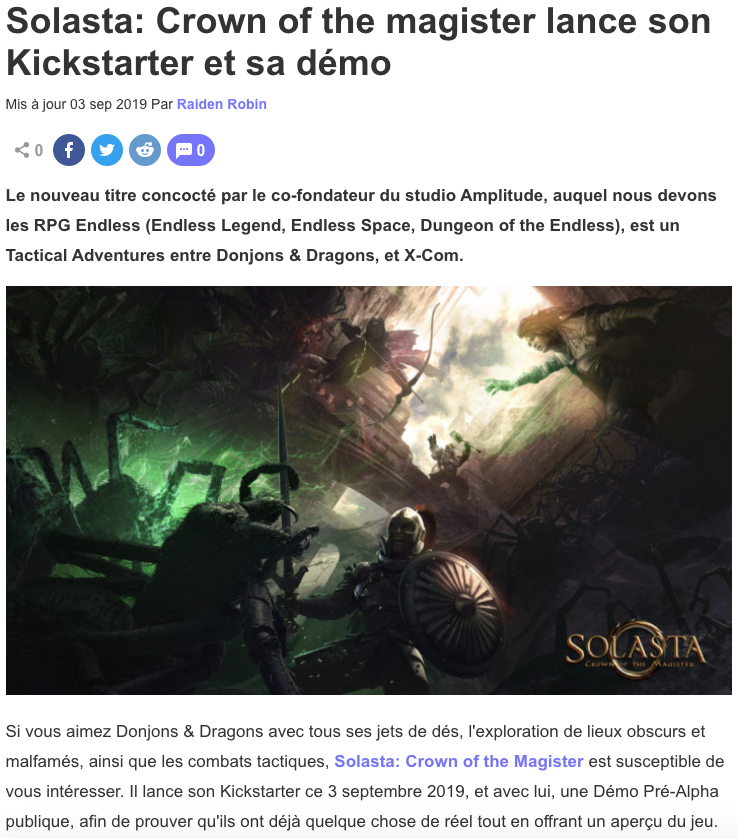 Solasta: Crown of the magister lance son
Kickstarter et sa démo
Mis à jour 03 sep 2019 Par Raiden Robin
0
0
Le nouveau titre concocté par le co-fondateur du studio Amplitude, auquel nous devons
les RPG Endless (Endless Legend, Endless Space, Dungeon of the Endless), est un
Tactical Adventures entre Donjons & Dragons, et X-Com.
SOLASTA
CROWN OF THE MAGISTER
Si vous aimez Donjons & Dragons avec tous ses jets de dés, l'exploration de lieux obscurs et
malfamés, ainsi que les combats tactiques, Solasta: Crown of the Magister est susceptible de
vous intéresser. Il lance son Kickstarter ce 3 septembre 2019, et avec lui, une Démo Pré-Alpha
publique, afin de prouver qu'ils ont déjà quelque chose de réel tout en offrant un aperçu du jeu.